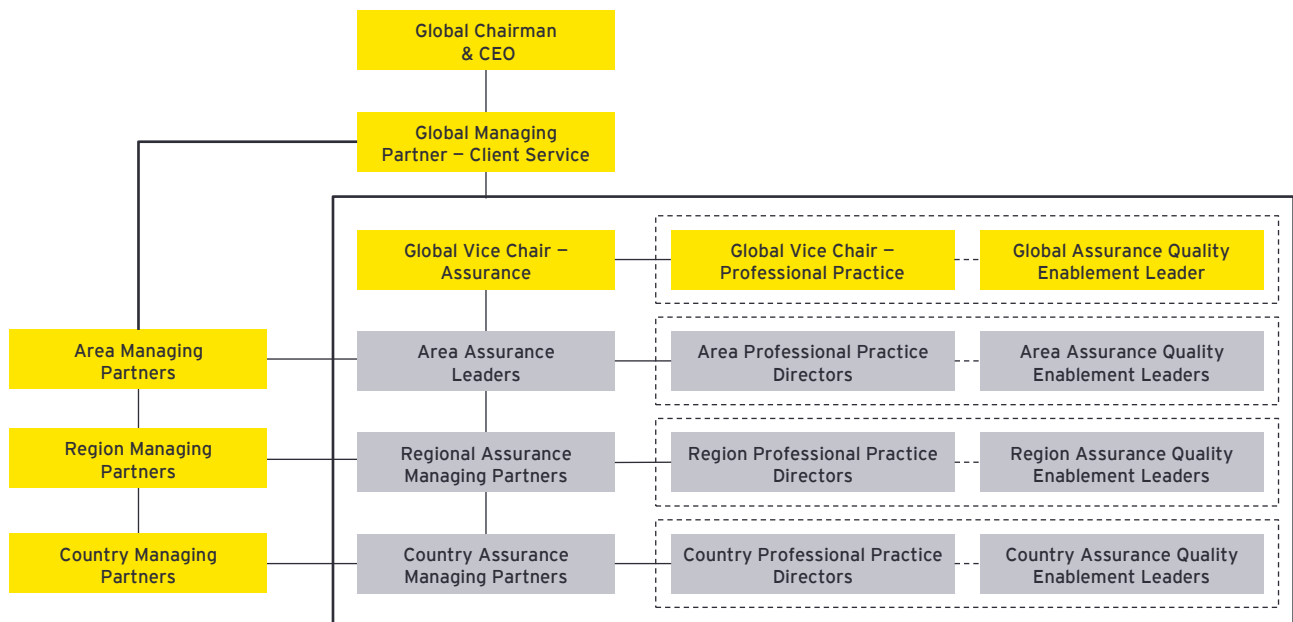 Global Chairman
& CEO
Global Managing
Partner – Client Service
Global Vice Chair –
Assurance
Global Vice Chair –
Professional Practice
Global Assurance Quality
Enablement Leader
Area Managing
Partners
Area Assurance
Leaders
Area Professional Practice
Directors
Area Assurance Quality
Enablement Leaders
Region Managing
Partners
Regional Assurance
Managing Partners
Region Professional Practice
Directors
Region Assurance Quality
Enablement Leaders
Country Managing
Partners
Country Assurance
Managing Partners
Country Professional Practice
Directors
Country Assurance Quality
Enablement Leaders